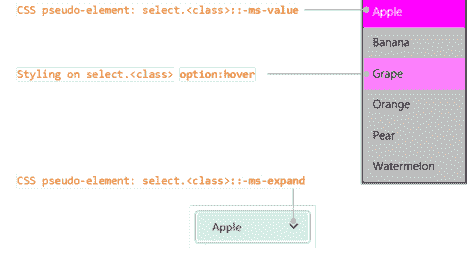 CSS pseudo-element: select.<class>::-ms-value
Apple
Banana
Styling on select.<class> option:hover
Grape
Orange
Pear
Watermelon
CSS pseudo-element: select.<class>::-ms-expand
Apple